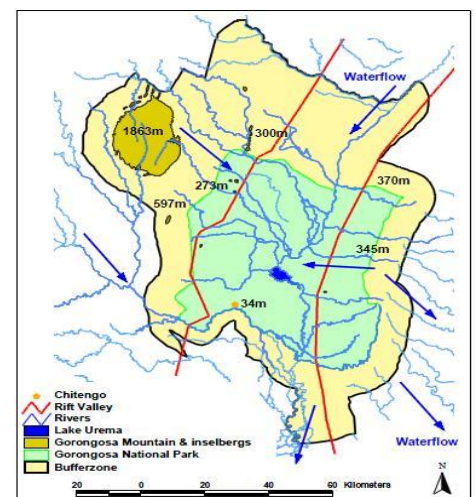 Waterflow
1863m
300m
273m
370m
597m
345m
34m
Chitengo
Rift Valley
Rivers
Lake Urema
Gorongosa Mountain & inselbergs
Gorongosa National Park
Bufferzone
Waterflow
20 0 20 40 60 Kilometers
N